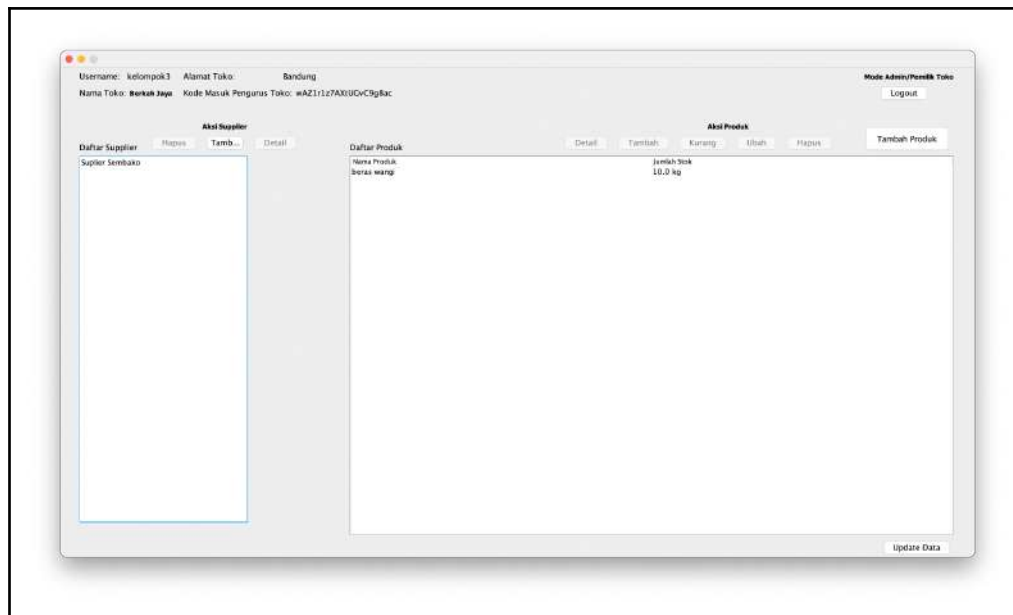 Username: kelompok3 Alamat Toko: Bandung Mode Admin/Pemilik Toko
Nama Toko: Berkah Jaya Kode Masuk Pengurus Toko: Logout
Aksi Supplier Aksi Produk
Daftar Supplier Hapus Tamb... Detail Daftar Produk Detail Tambah Kurang Ubah Hapus Tambah Produk
Suplier Sembako Nama Produk Jumlah Stok
beras wangi 10.0 kg
Update Data